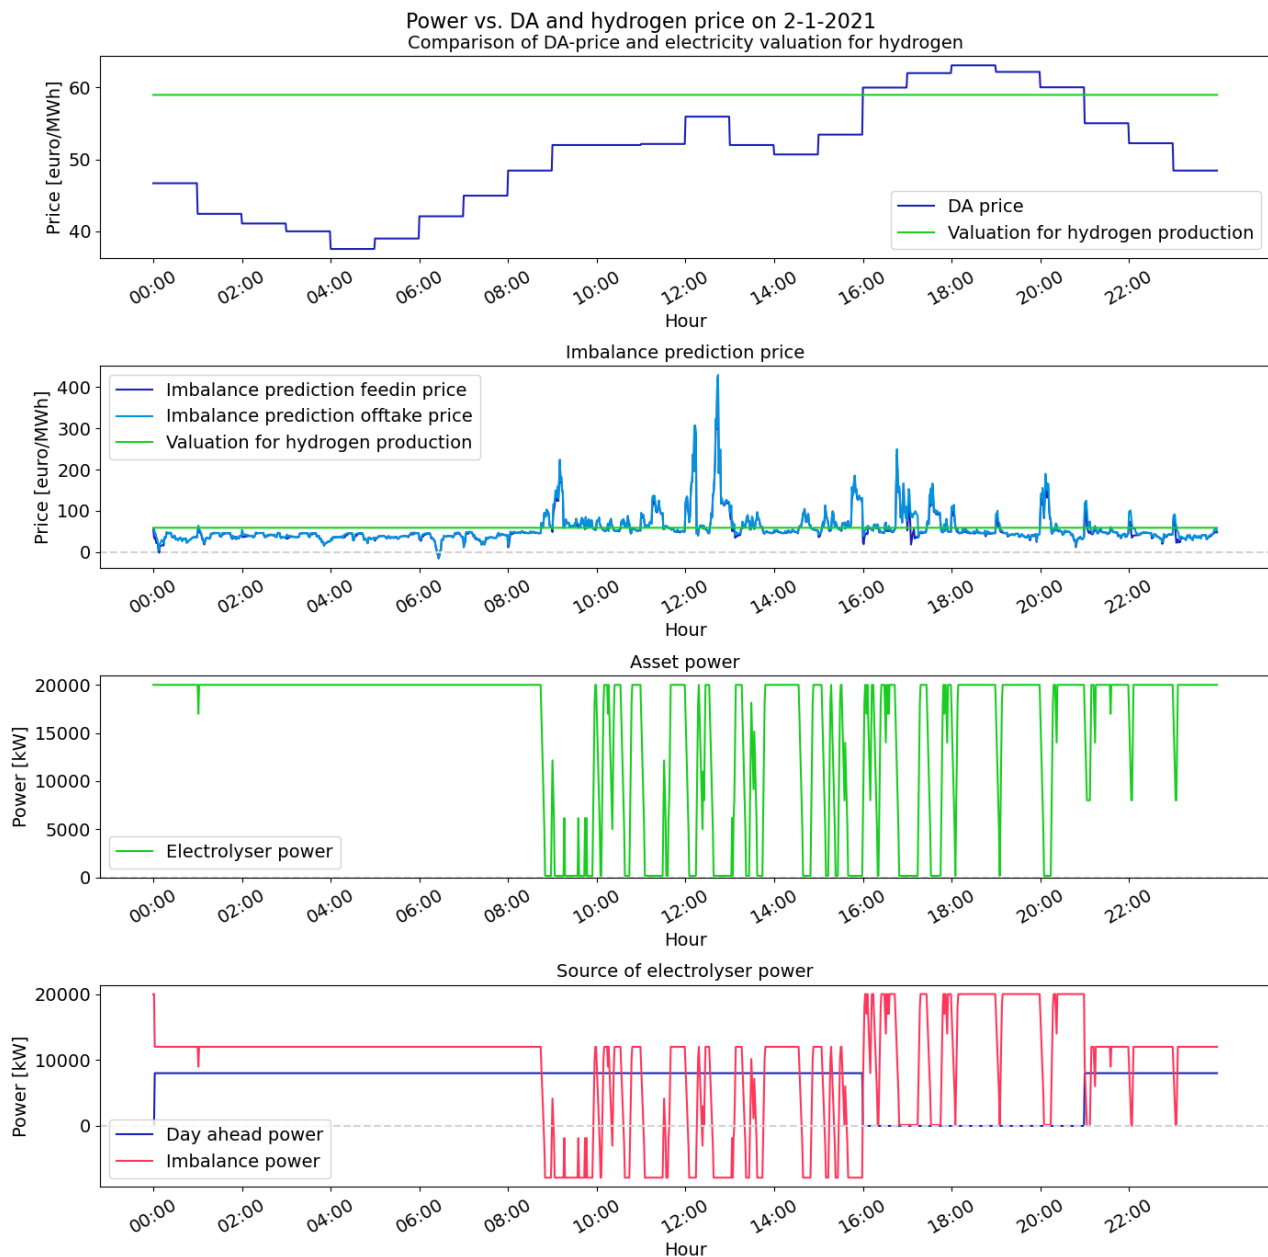 Power vs. DA and hydrogen price on 2-1-2021
Comparison of DA-price and electricity valuation for hydrogen
Price [euro/MWh]
60
50
40
DA price
Valuation for hydrogen production
00:00 02:00 04:00 06:00 08:00 10:00 12:00 14:00 16:00 18:00 20:00 22:00
Hour
Imbalance prediction price
Price [euro/MWh]
400
300
200
100
0
Imbalance prediction feedin price
Imbalance prediction offtake price
Valuation for hydrogen production
00:00 02:00 04:00 06:00 08:00 10:00 12:00 14:00 16:00 18:00 20:00 22:00
Hour
Asset power
Power [kW]
20000
15000
10000
5000
0
Electrolyser power
00:00 02:00 04:00 06:00 08:00 10:00 12:00 14:00 16:00 18:00 20:00 22:00
Hour
Source of electrolyser power
Power [kW]
20000
10000
0
Day ahead power
Imbalance power
00:00 02:00 04:00 06:00 08:00 10:00 12:00 14:00 16:00 18:00 20:00 22:00
Hour